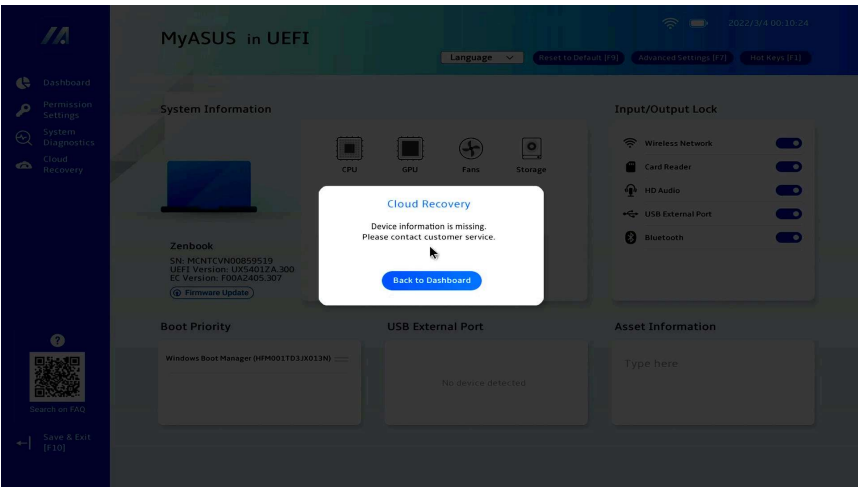 MyASUS in UEFI
2022/3/4 00:10:24
Language
Reset to Default [F9]
Advanced Settings [F7]
Hot Keys [F1]
Dashboard
Permission
Settings
System
Diagnostics
Cloud
Recovery
System Information
CPU
GPU
Fans
Storage
Zenbook
SN: MCNTCVN00859519
UEFI Version: UX5401ZA.300
EC Version: F00A2405.307
Firmware Update
Input/Output Lock
Wireless Network
Card Reader
HD Audio
USB External Port
Bluetooth
Cloud Recovery
Device information is missing.
Please contact customer service.
Back to Dashboard
Boot Priority
Windows Boot Manager (HFM001TD3JX013N)
USB External Port
No device detected
Asset Information
Type here
?
Search on FAQ
Save & Exit
[F10]